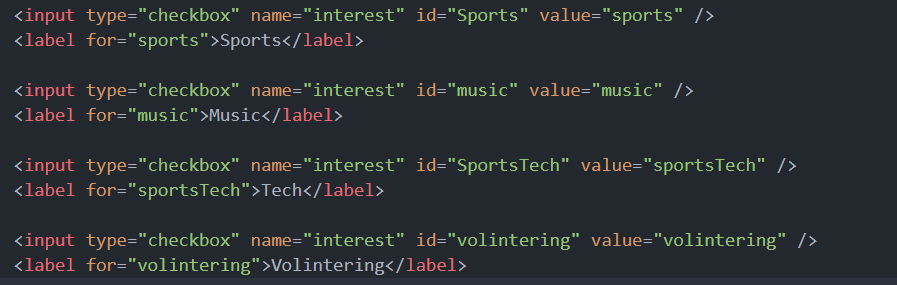 <input type="checkbox" name="interest" id="Sports" value="sports" />
<label for="sports">Sports</label>
<input type="checkbox" name="interest" id="music" value="music" />
<label for="music">Music</label>
<input type="checkbox" name="interest" id="SportsTech" value="sportsTech" />
<label for="sportsTech">Tech</label>
<input type="checkbox" name="interest" id="volintering" value="volintering" />
<label for="volintering">Volintering</label>